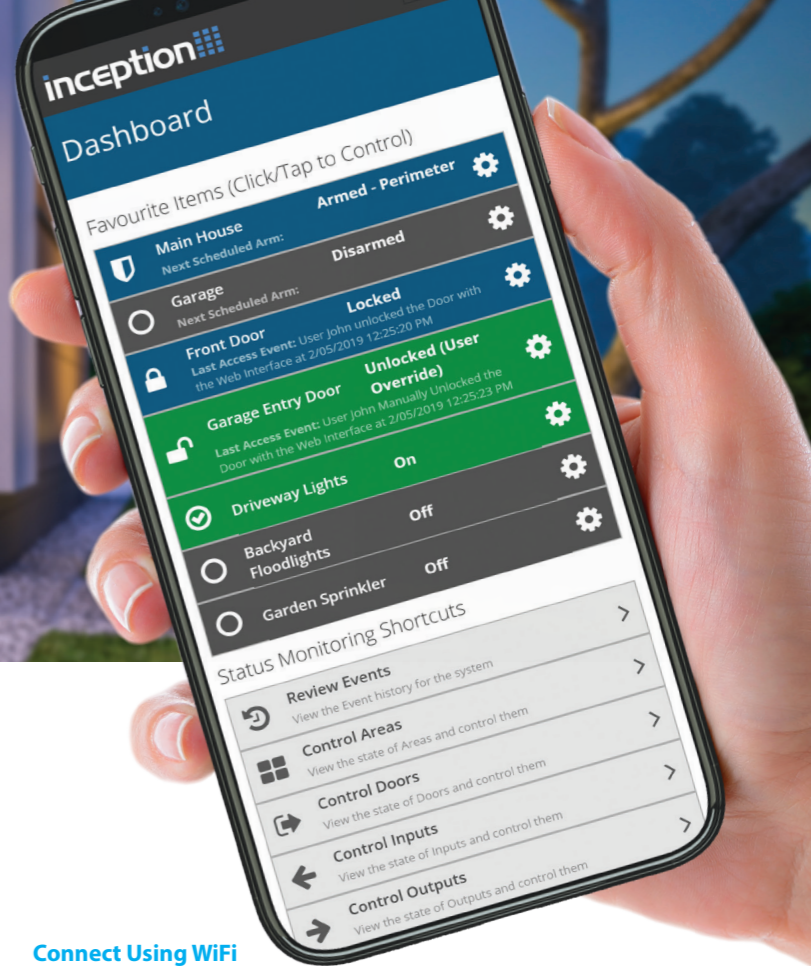 inception
Dashboard
Favourite Items (Click/Tap to Control)
Main House Armed - Perimeter
Next Scheduled Arm:
Garage Disarmed
Next Scheduled Arm:
Front Door Locked
Last Access Event: User John unlocked the Door with
the Web Interface at 2/05/2019 12:25:20 PM
Garage Entry Door Unlocked (User
Override)
Last Access Event: User John Manually Unlocked the
Door with the Web Interface at 2/05/2019 12:25:23 PM
Driveway Lights On
Backyard
Floodlights Off
Garden Sprinkler Off
Status Monitoring Shortcuts
Review Events
View the Event history for the system
Control Areas
View the state of Areas and control them
Control Doors
View the state of Doors and control them
Control Inputs
View the state of Inputs and control them
Control Outputs
View the state of Outputs and control them
Connect Using WiFi